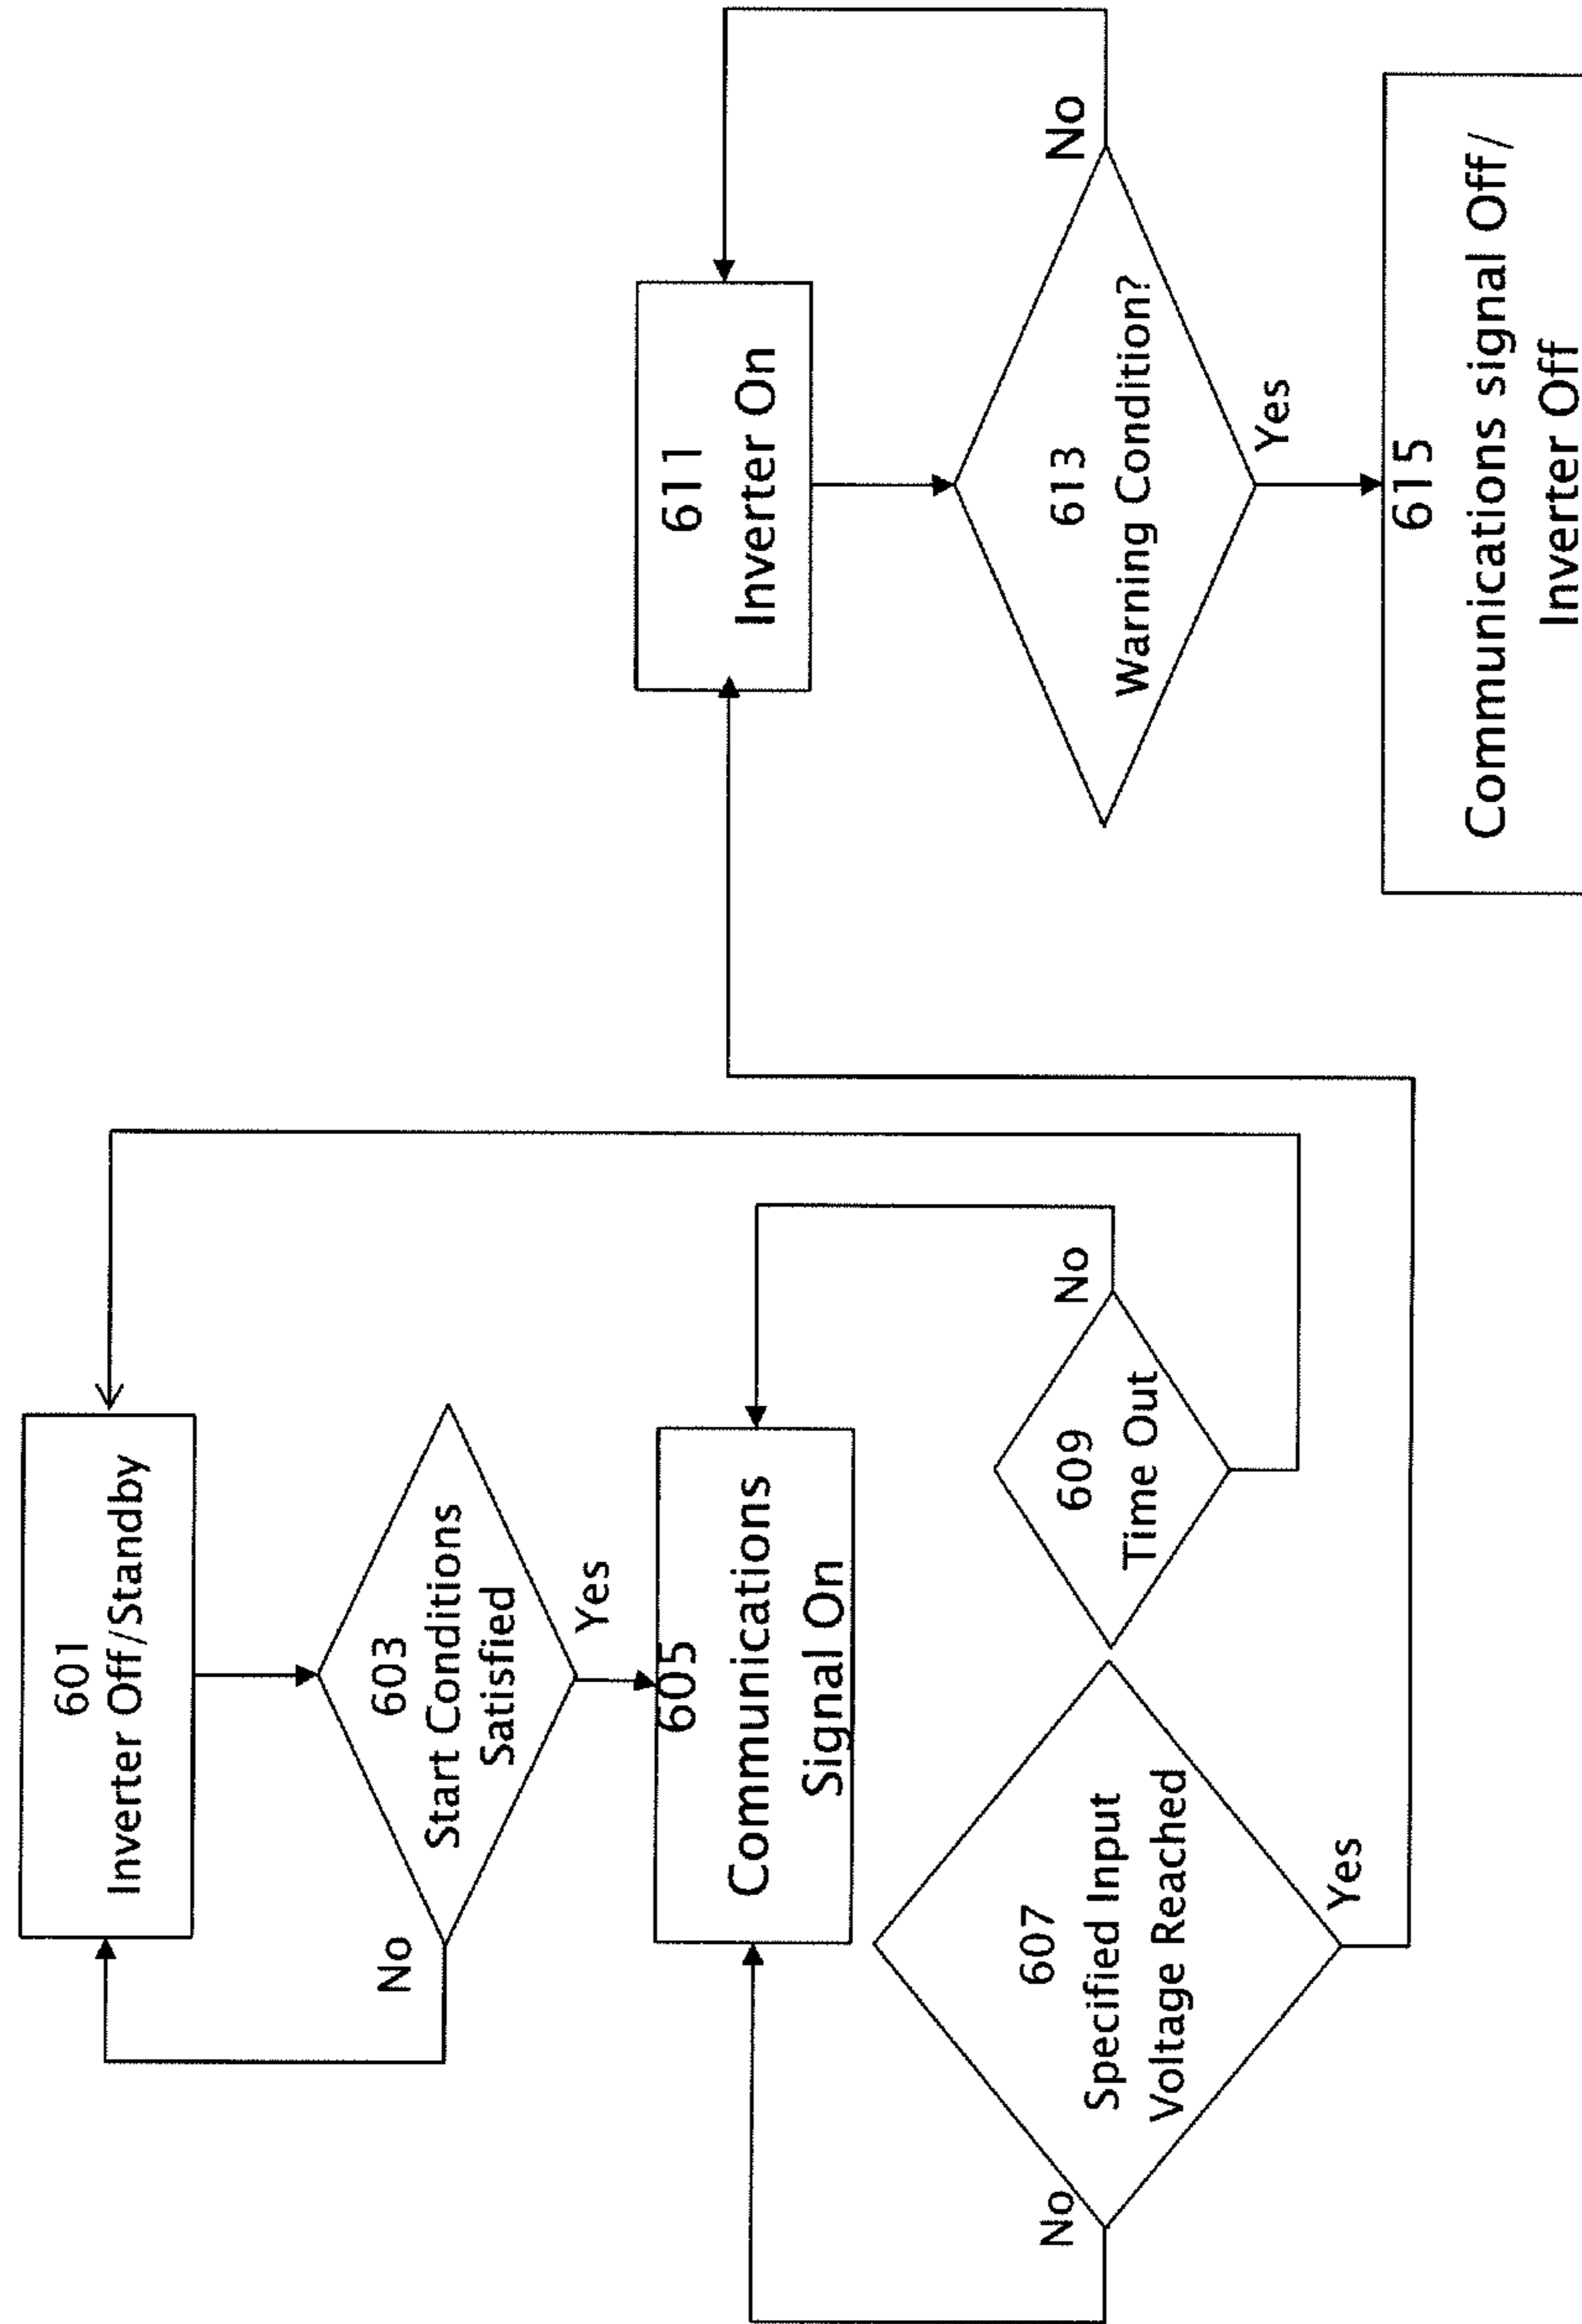 601
Inverter Off/Standby
603
Start Conditions
Satisfied
No
Yes
605
Communications
Signal On
607
Specified Input
Voltage Reached
No
Yes
609
Time Out
No
611
Inverter On
613
Warning Condition?
No
Yes
615
Communications signal Off/
Inverter Off